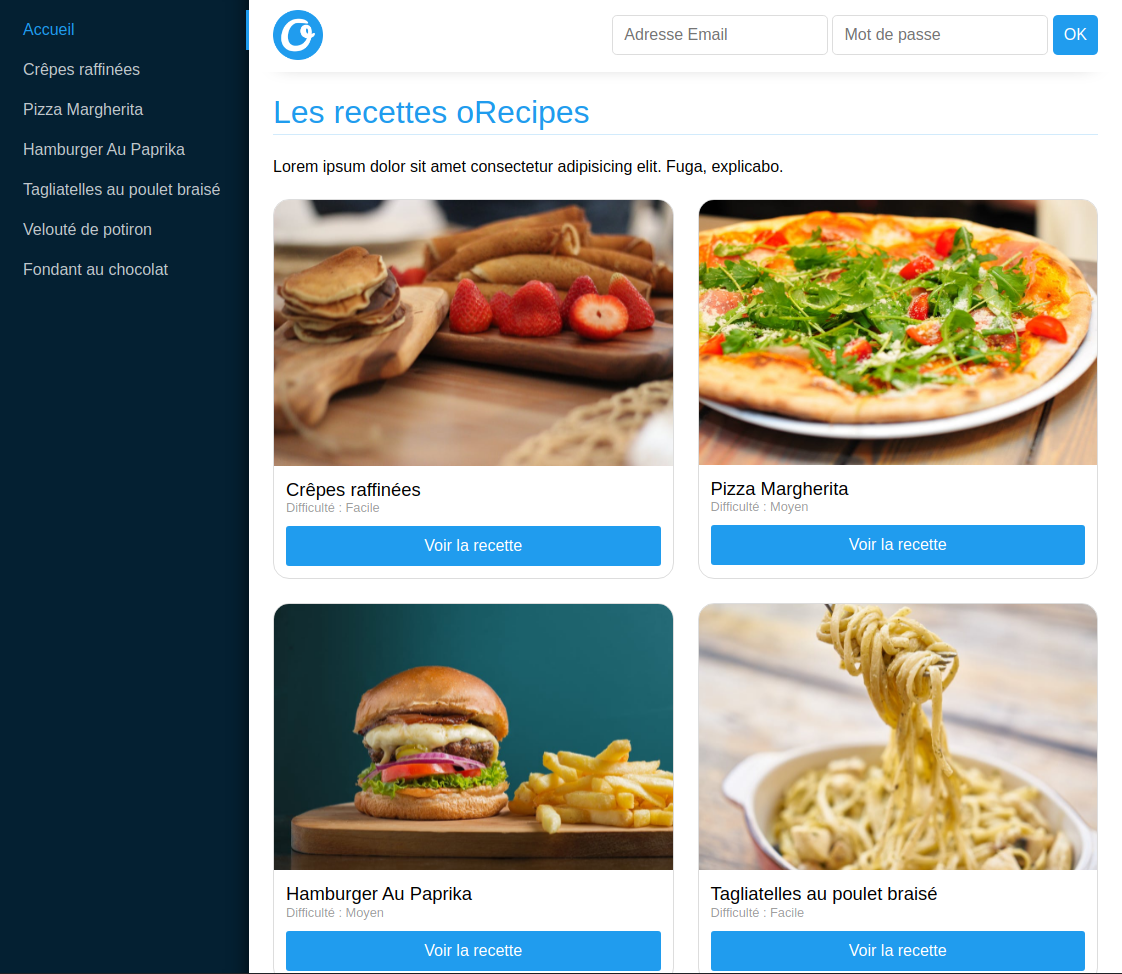 Accueil
Crêpes raffinées
Pizza Margherita
Hamburger Au Paprika
Tagliatelles au poulet braisé
Velouté de potiron
Fondant au chocolat
O
Adresse Email
Mot de passe
OK
Les recettes oRecipes
Lorem ipsum dolor sit amet consectetur adipisicing elit. Fuga, explicabo.
Crêpes raffinées
Difficulté : Facile
Voir la recette
Pizza Margherita
Difficulté : Moyen
Voir la recette
Hamburger Au Paprika
Difficulté : Moyen
Voir la recette
Tagliatelles au poulet braisé
Difficulté : Facile
Voir la recette